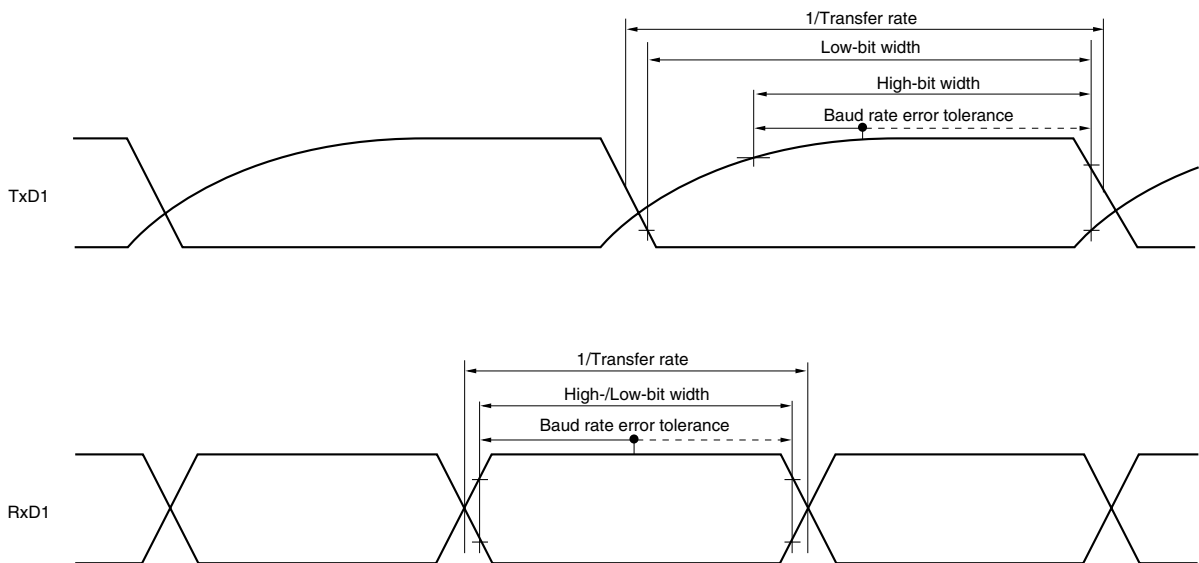 1/Transfer rate
Low-bit width
High-bit width
Baud rate error tolerance
TxD1
1/Transfer rate
High-/Low-bit width
Baud rate error tolerance
RxD1